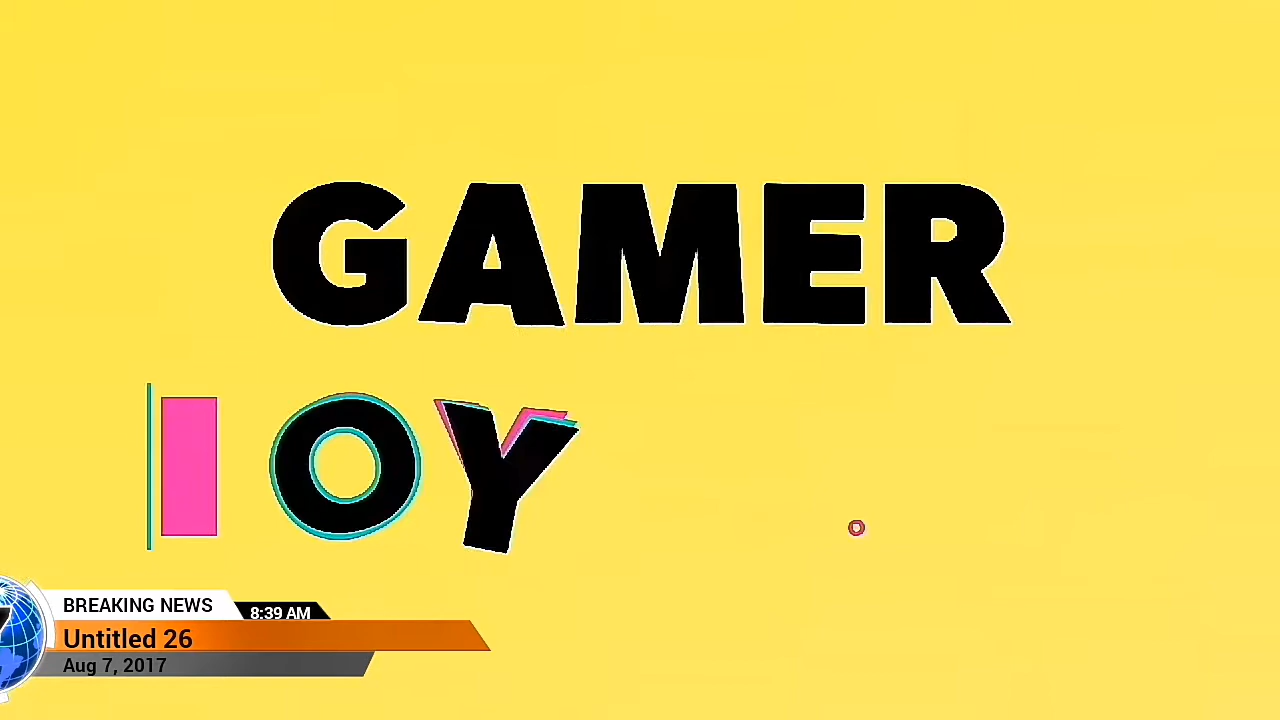 GAMER
OY
BREAKING NEWS
8:39 AM
Untitled 26
Aug 7, 2017